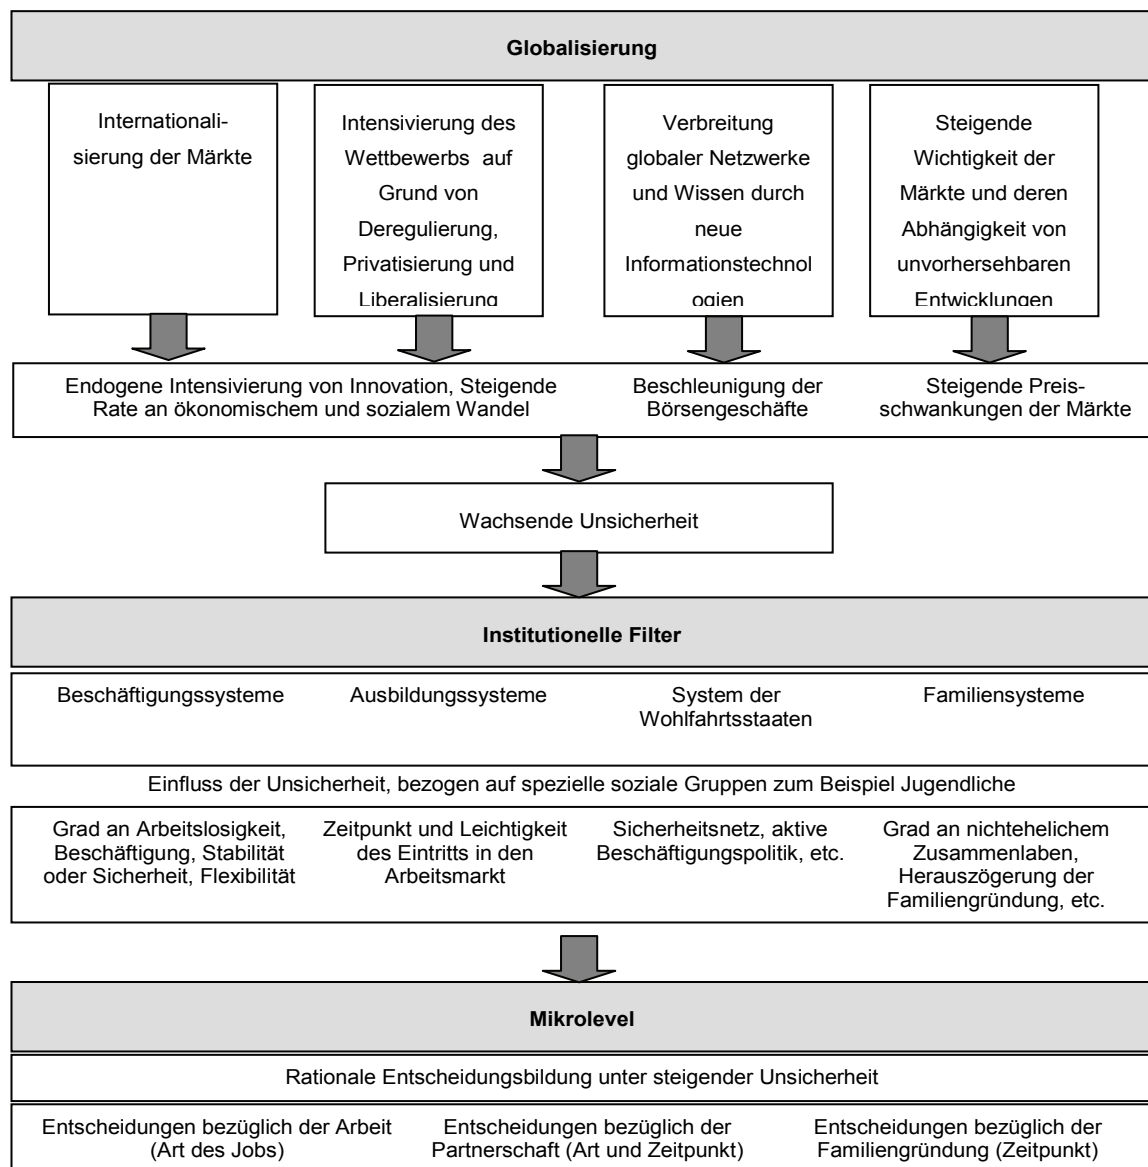 Globalisierung
Internationali-
sierung der Märkte
Intensivierung des
Wettbewerbs auf
Grund von
Deregulierung,
Privatisierung und
Liberalisierung
Verbreitung
globaler Netzwerke
und Wissen durch
neue
Informationstechnol
ogien
Steigende
Wichtigkeit der
Märkte und deren
Abhängigkeit von
unvorhersehbaren
Entwicklungen
Endogene Intensivierung von Innovation, Steigende
Rate an ökonomischem und sozialem Wandel
Beschleunigung der
Börsengeschäfte
Steigende Preis-
schwankungen der Märkte
Wachsende Unsicherheit
Institutionelle Filter
Beschäftigungssysteme
Ausbildungssysteme
System der
Wohlfahrtsstaaten
Familiensysteme
Einfluss der Unsicherheit, bezogen auf spezielle soziale Gruppen zum Beispiel Jugendliche
Grad an Arbeitslosigkeit,
Beschäftigung, Stabilität
oder Sicherheit, Flexibilität
Zeitpunkt und Leichtigkeit
des Eintritts in den
Arbeitsmarkt
Sicherheitsnetz, aktive
Beschäftigungspolitik, etc.
Grad an nichtehelichem
Zusammenlaben,
Herauszögerung der
Familiengründung, etc.
Mikrolevel
Rationale Entscheidungsbildung unter steigender Unsicherheit
Entscheidungen bezüglich der Arbeit
(Art des Jobs)
Entscheidungen bezüglich der
Partnerschaft (Art und Zeitpunkt)
Entscheidungen bezüglich der
Familiengründung (Zeitpunkt)